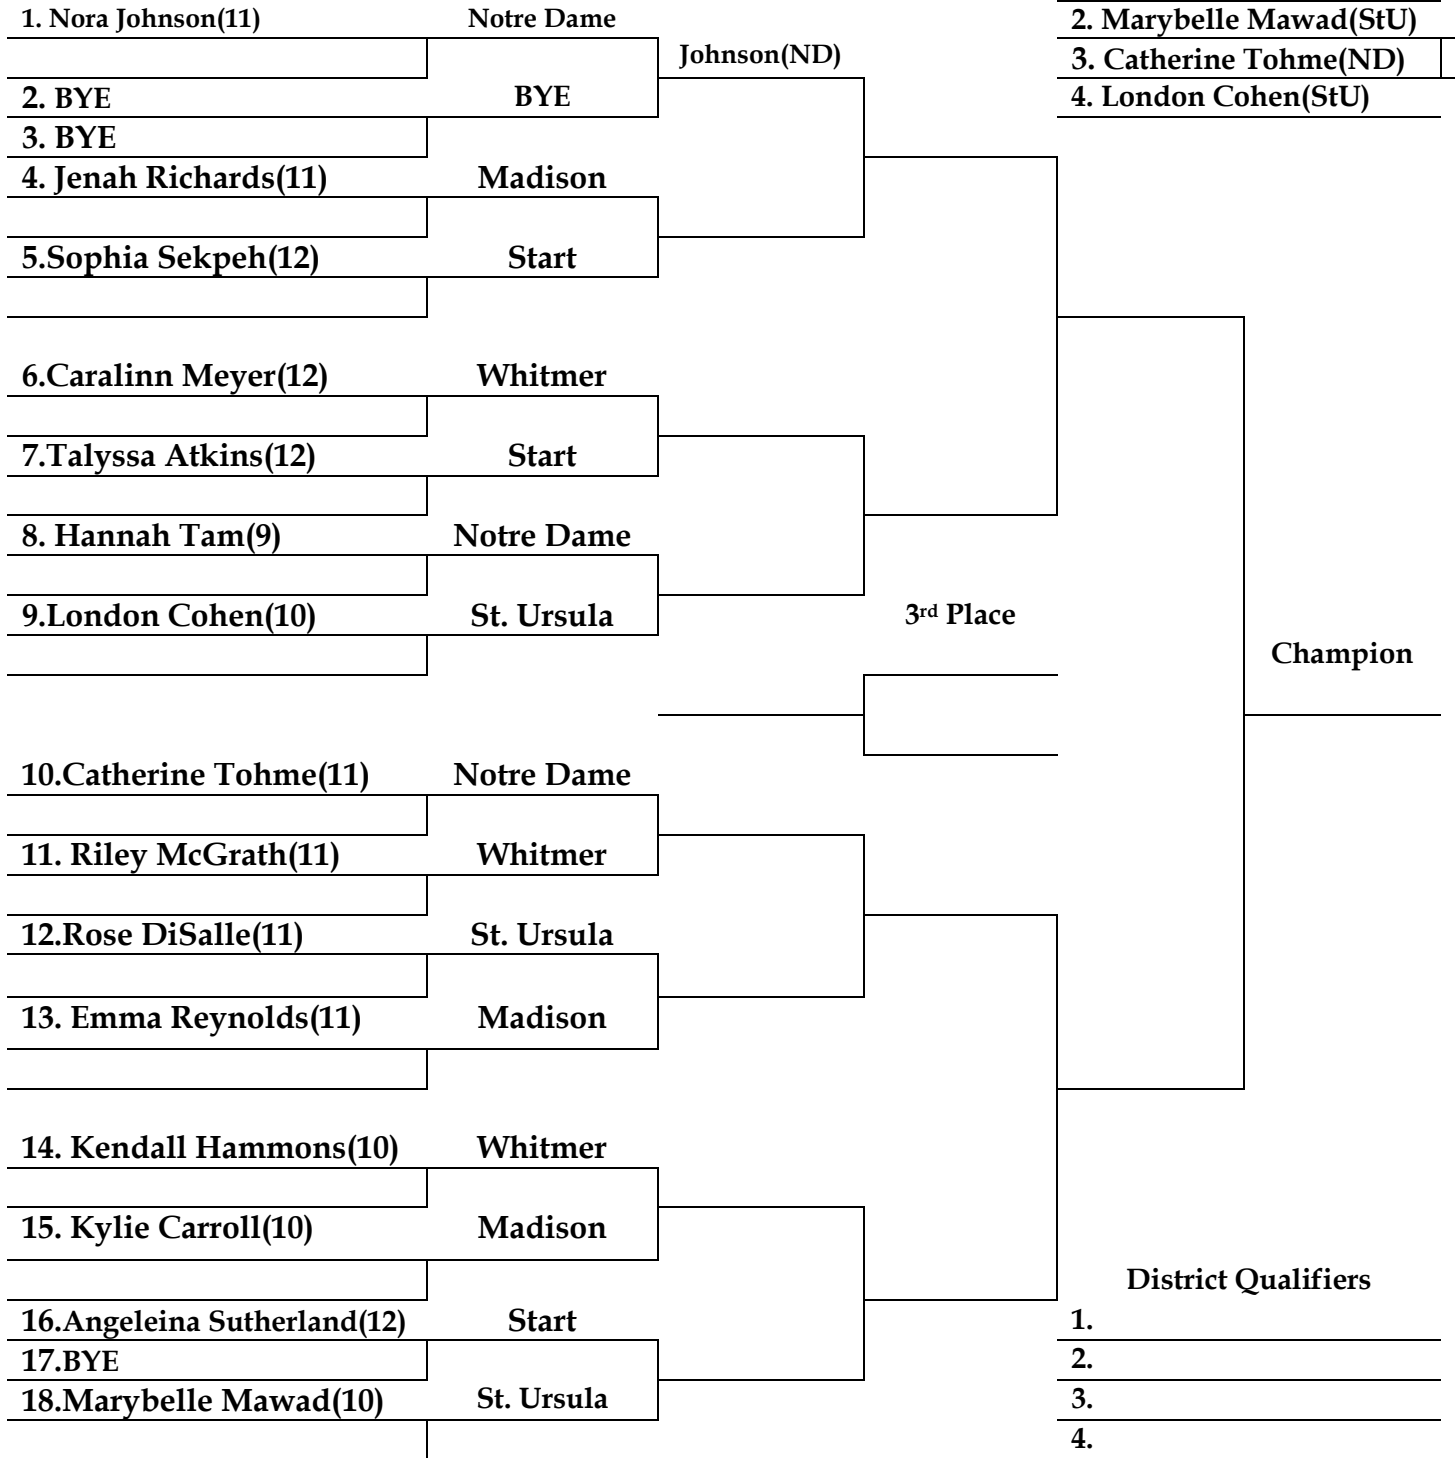 1. Nora Johnson(11) Notre Dame
2. Marybelle Mawad(StU)
Johnson(ND)
3. Catherine Tohme(ND)
2. BYE BYE
4. London Cohen(StU)
3. BYE
4. Jenah Richards(11) Madison
5.Sophia Sekpeh(12) Start
6.Caralinn Meyer(12) Whitmer
7.Talyssa Atkins(12) Start
8. Hannah Tam(9) Notre Dame
9.London Cohen(10) St. Ursula
3rd Place
Champion
10.Catherine Tohme(11) Notre Dame
11. Riley McGrath(11) Whitmer
12.Rose DiSalle(11) St. Ursula
13. Emma Reynolds(11) Madison
14. Kendall Hammons(10) Whitmer
15. Kylie Carroll(10) Madison
District Qualifiers
16.Angeleina Sutherland(12) Start
1.
17.BYE
2.
18.Marybelle Mawad(10) St. Ursula
3.
4.